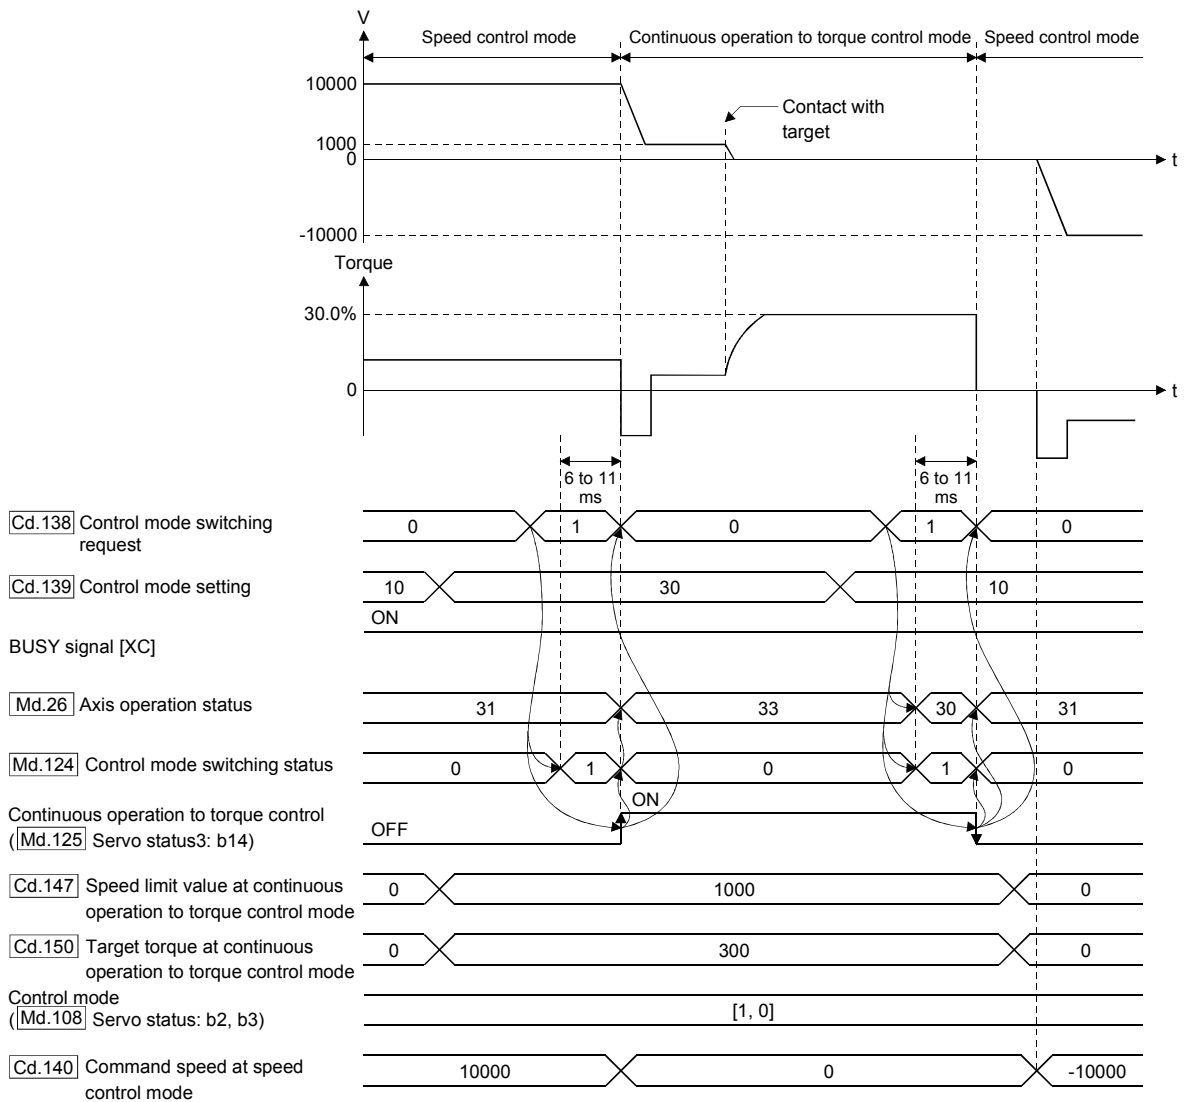 V
Speed control mode
Continuous operation to torque control mode
Speed control mode
10000
Contact with
target
1000
0
t
-10000
Torque
30.0%
0
t
6 to 11
ms
6 to 11
ms
Cd.138 Control mode switching
request
0 1 0 1 0
Cd.139 Control mode setting
10 30 10
ON
BUSY signal [XC]
Md.26 Axis operation status
31 33 30 31
Md.124 Control mode switching status
0 1 0 1 0
Continuous operation to torque control
(Md.125 Servo status3: b14)
OFF
ON
Cd.147 Speed limit value at continuous
operation to torque control mode
0 1000 0
Cd.150 Target torque at continuous
operation to torque control mode
0 300 0
Control mode
(Md.108 Servo status: b2, b3)
[1, 0]
Cd.140 Command speed at speed
control mode
10000 0 -10000